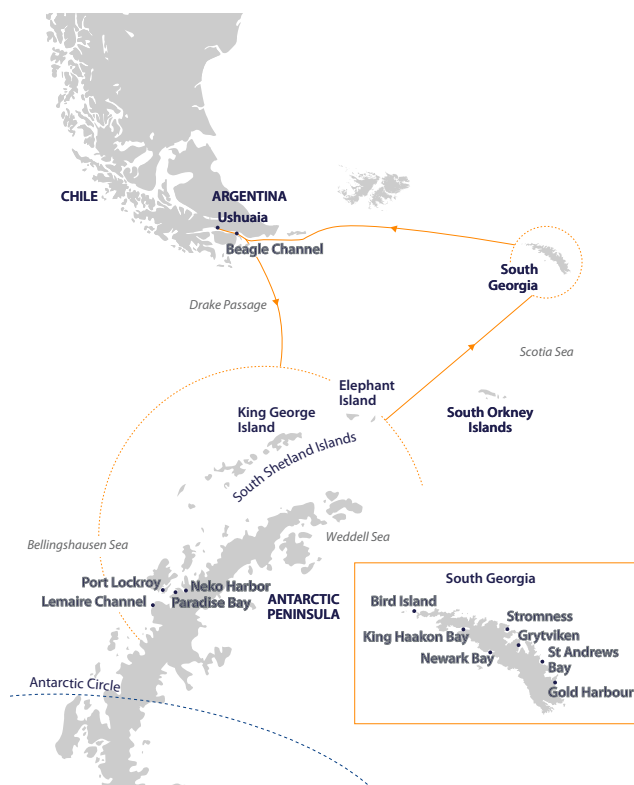 CHILE
ARGENTINA
Ushuaia
Beagle Channel
South
Georgia
Drake Passage
Scotia Sea
Elephant
Island
King George
Island
South Orkney
Islands
South Shetland Islands
Weddell Sea
Bellingshausen Sea
Port Lockroy
Neko Harbor
Lemaire Channel
Paradise Bay
ANTARCTIC
PENINSULA
Antarctic Circle
South Georgia
Bird Island
Stromness
King Haakon Bay
Grytviken
Newark Bay
St Andrews
Bay
Gold Harbour